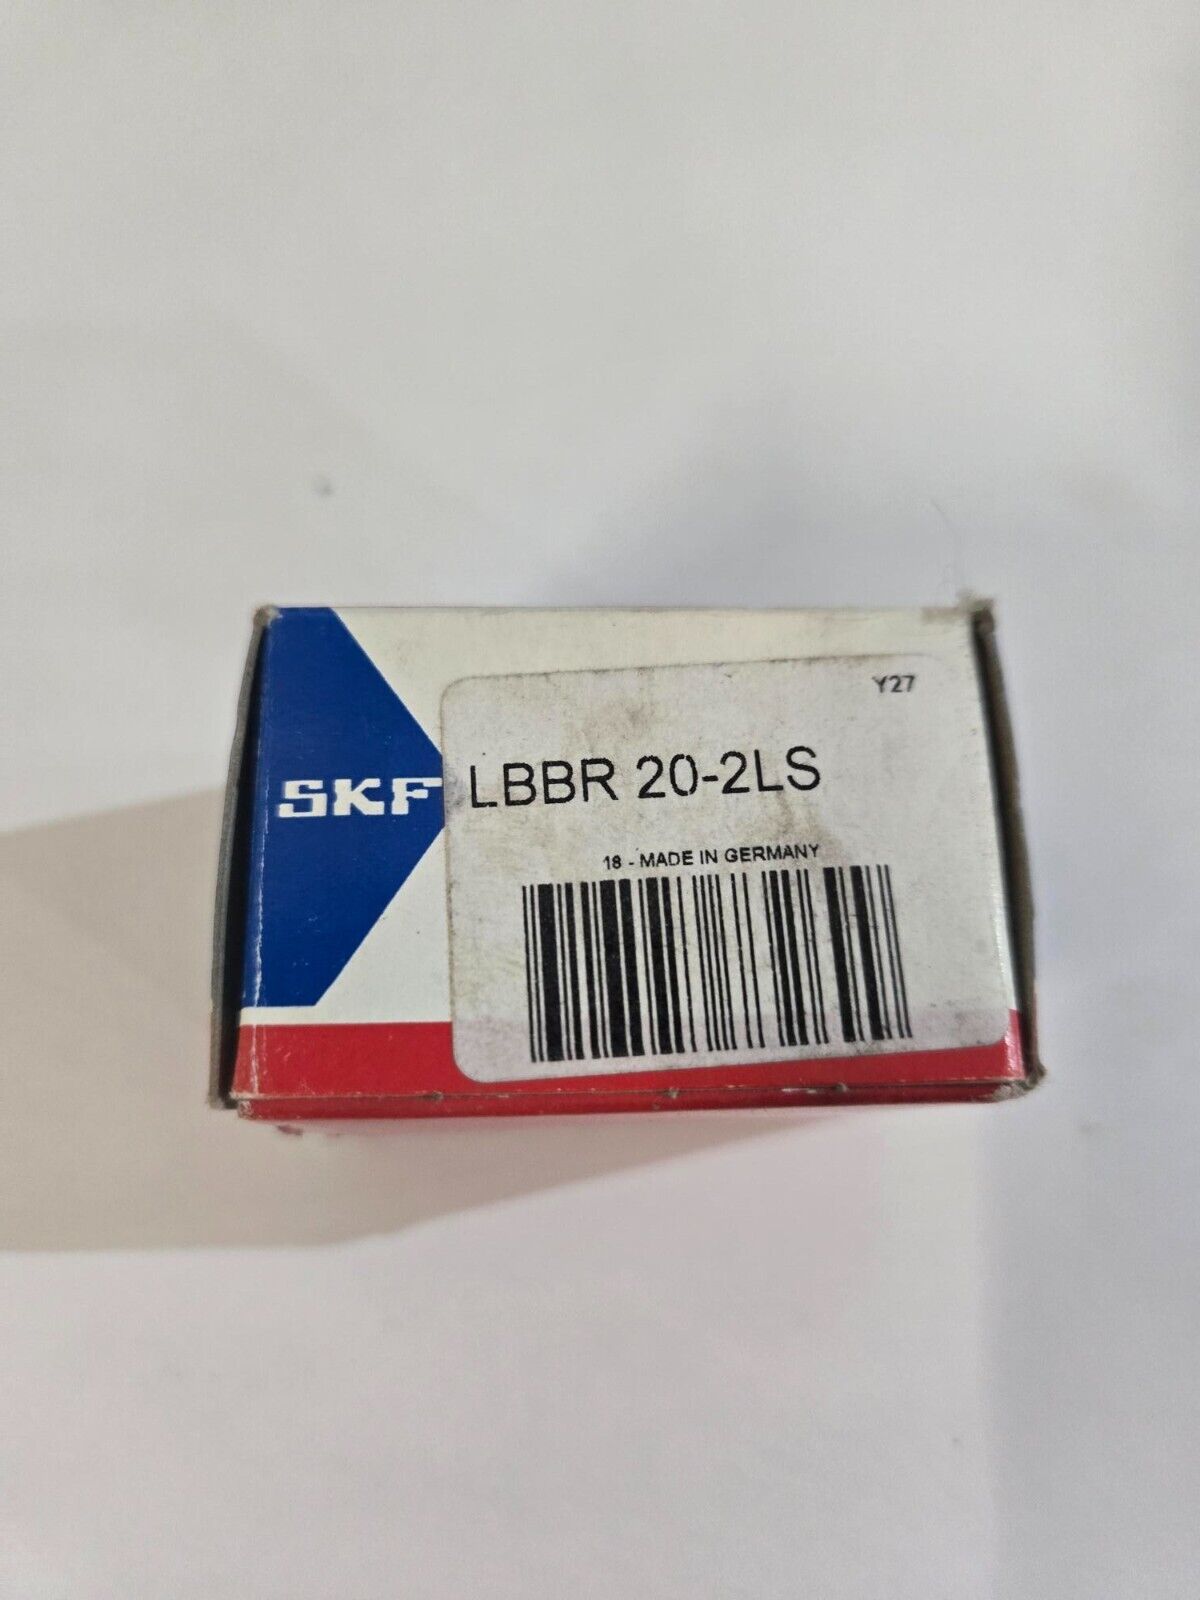 Y27
SKF
LBBR 20-2LS
18 - MADE IN GERMANY